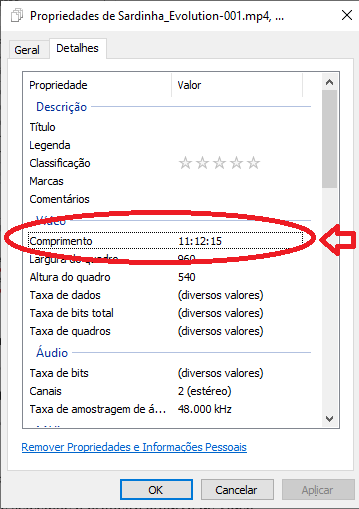 Propriedades de Sardinha_Evolution-001.mp4, ...
Geral Detalhes
Propriedade Valor
Descrição
Título
Legenda
Classificação
Marcas
Comentários
Vídeo
Comprimento 11:12:15
Largura do quadro 960
Altura do quadro 540
Taxa de dados (diversos valores)
Taxa de bits total (diversos valores)
Taxa de quadros (diversos valores)
Áudio
Taxa de bits (diversos valores)
Canais 2 (estéreo)
Taxa de amostragem de á... 48.000 kHz
Remover Propriedades e Informações Pessoais
OK Cancelar Aplicar